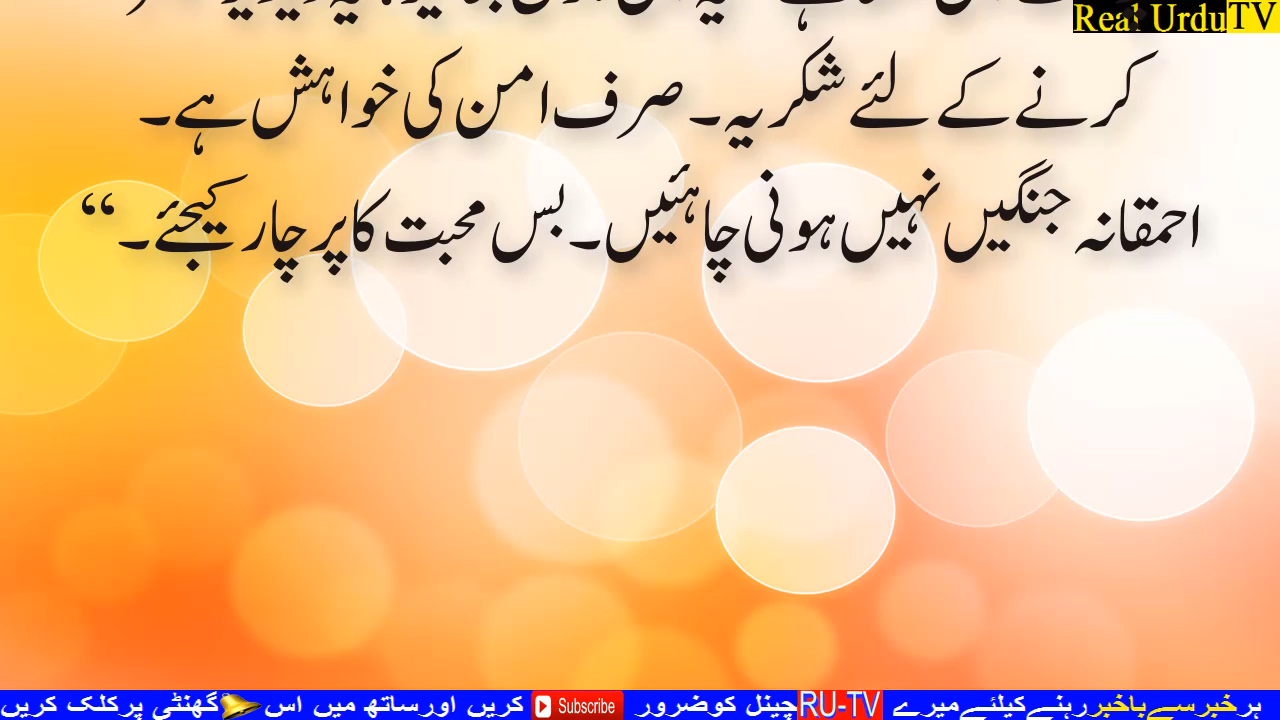 Real UrduTV
کرنے کے لئے شکریہ۔ صرف امن کی خواہش ہے۔
احمقانہ جنگیں نہیں ہونی چاہئیں۔ بس محبت کا پرچار کیجئے۔“
ہر خبر سے باخبر رہنے کیلئے میرے RU-TV چینل کو ضرور Subscribe کریں اور ساتھ میں اس گھنٹی پر کلک کریں